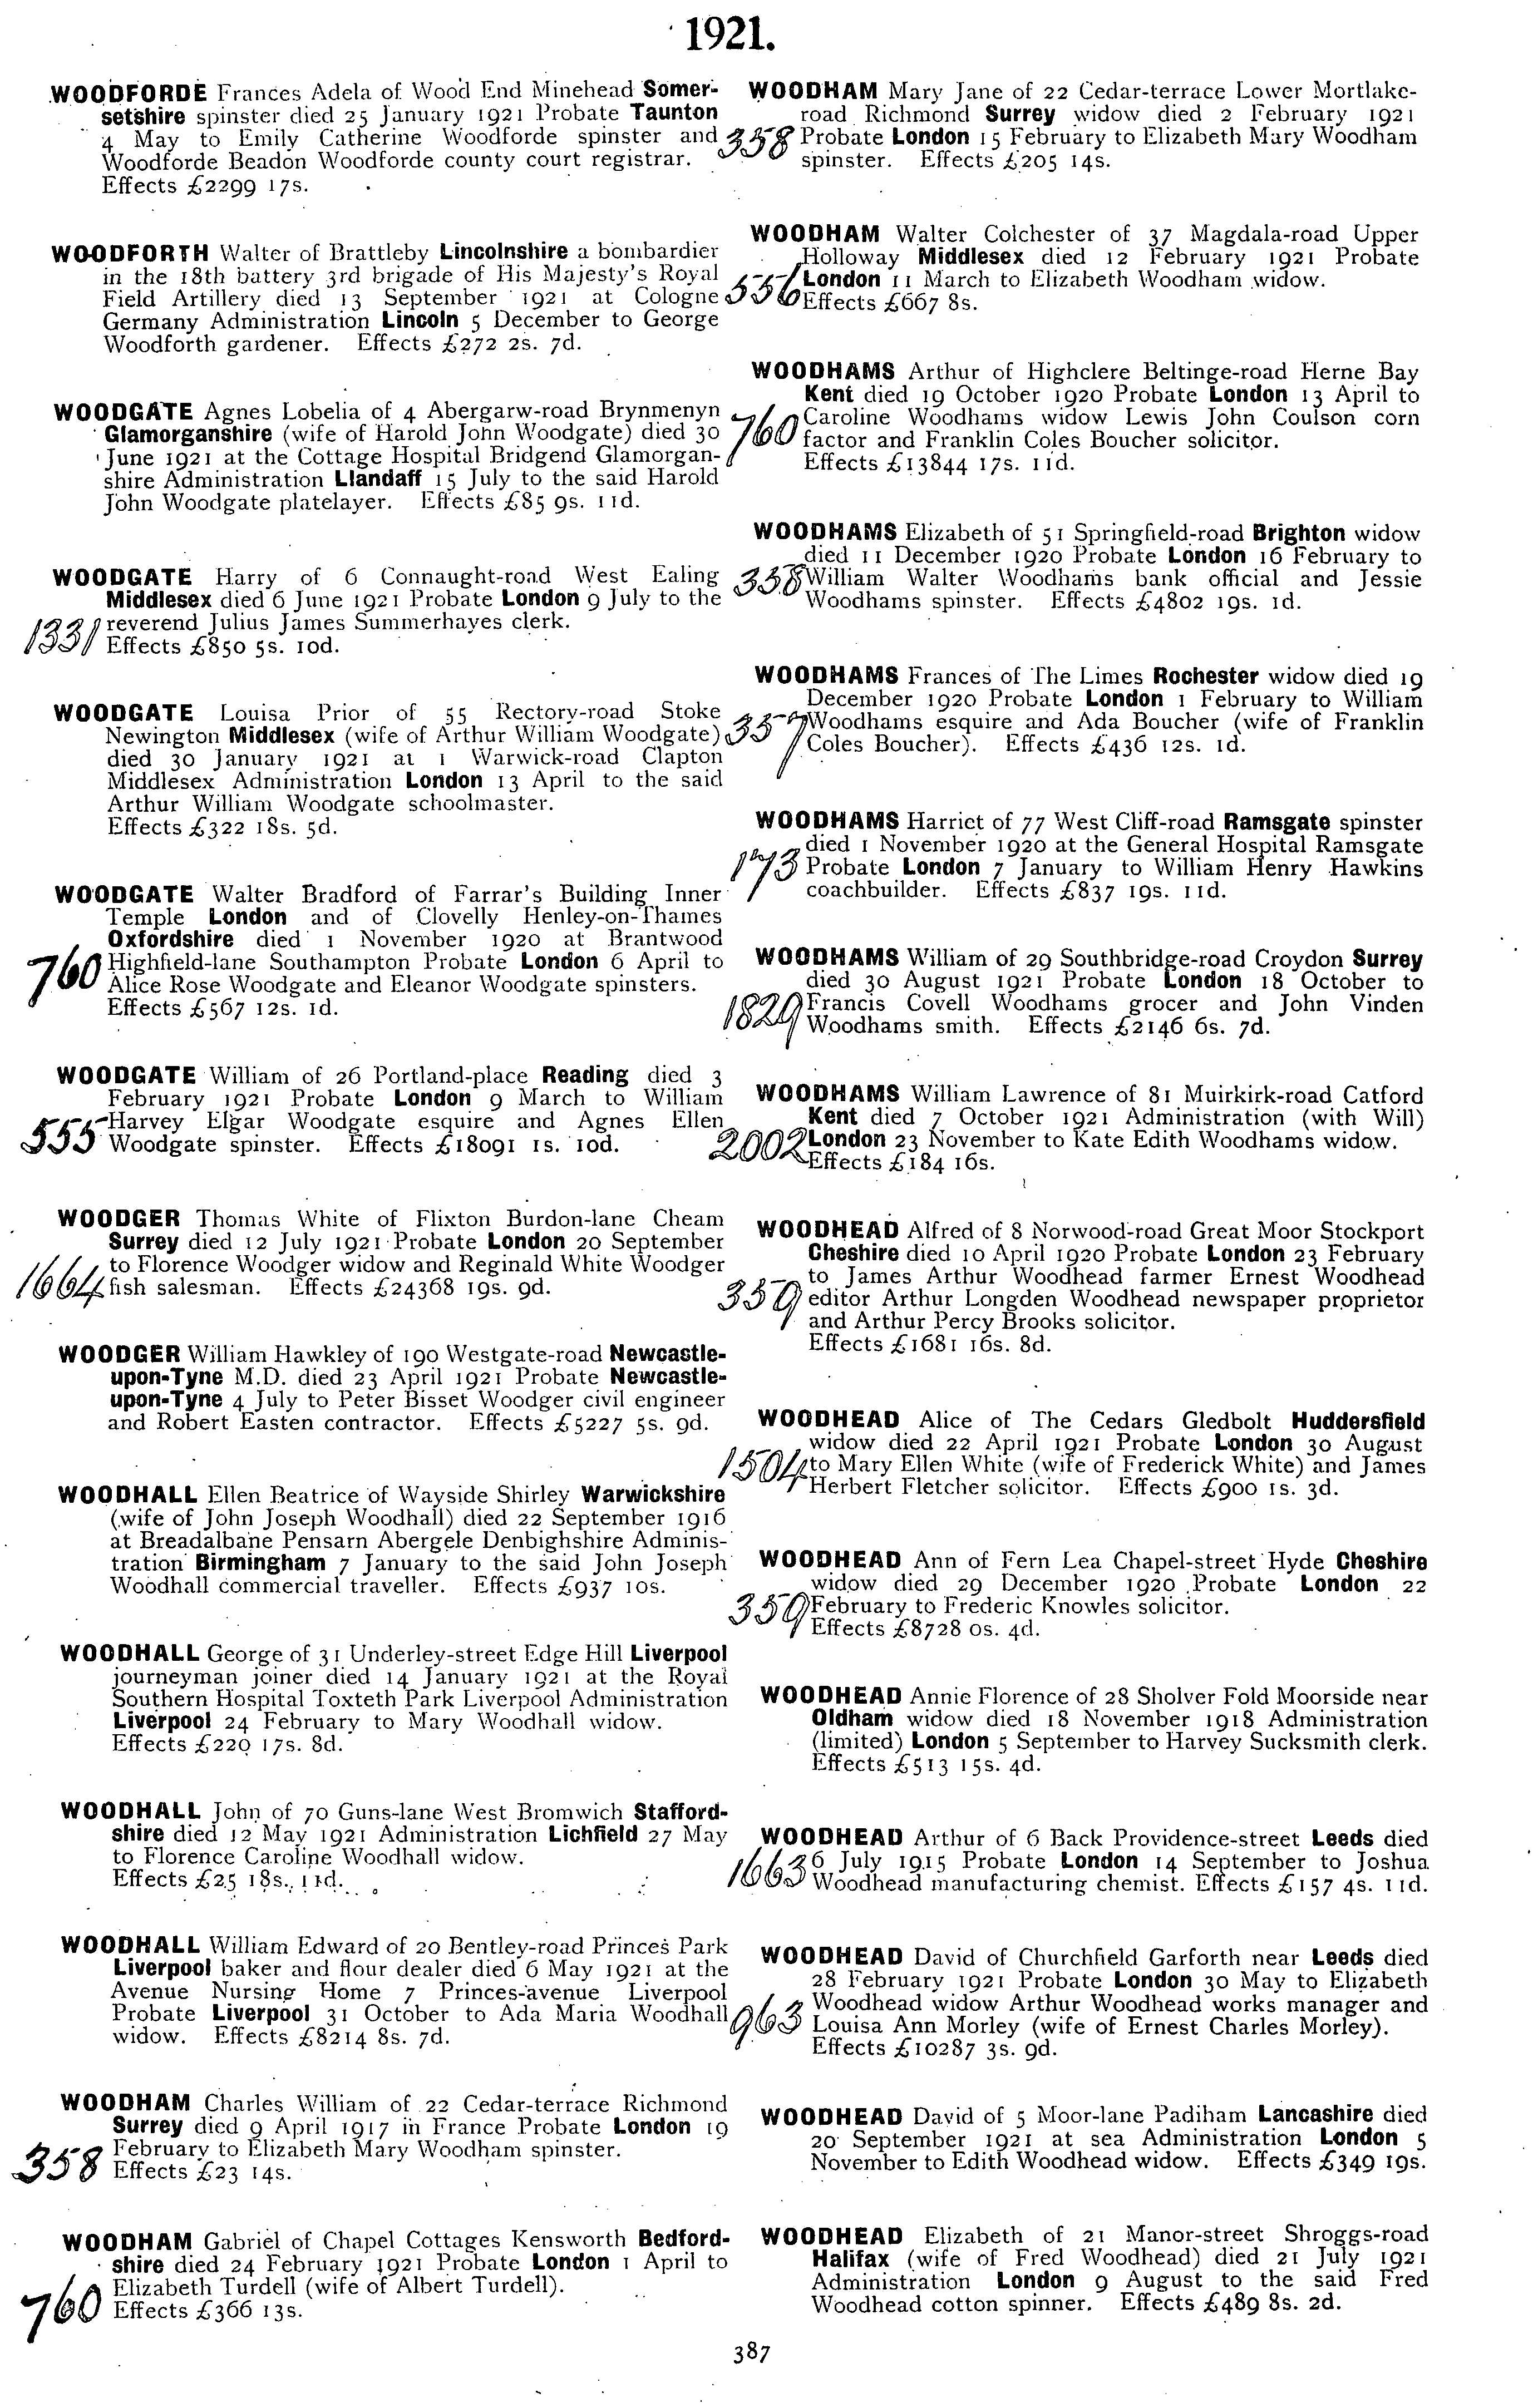 1921.
WOODFORDE Frances Adela of Wood End Minehead Somer-
setshire spinster died 25 January 1921 Probate Taunton
4 May to Emily Catherine Woodforde spinster and
Woodforde Beadon Woodforde county court registrar.
Effects £2299 17s.
WOODFORTH Walter of Brattleby Lincolnshire a bombardier
in the 18th battery 3rd brigade of His Majesty's Royal
Field Artillery died 13 September 1921 at Cologne
Germany Administration Lincoln 5 December to George
Woodforth gardener. Effects £272 2s. 7d.
WOODGATE Agnes Lobelia of 4 Abergarw-road Brynmenyn
Glamorganshire (wife of Harold John Woodgate) died 30
June 1921 at the Cottage Hospital Bridgend Glamorgan-
shire Administration Llandaff 15 July to the said Harold
John Woodgate platelayer. Effects £85 9s. 11d.
WOODGATE Harry of 6 Connaught-road West Ealing
Middlesex died 6 June 1921 Probate London 9 July to the
1331 reverend Julius James Summerhayes clerk.
Effects £850 5s. 10d.
WOODGATE Louisa Prior of 55 Rectory-road Stoke
Newington Middlesex (wife of Arthur William Woodgate)
died 30 January 1921 at 1 Warwick-road Clapton
Middlesex Administration London 13 April to the said
Arthur William Woodgate schoolmaster.
Effects £322 18s. 5d.
WOODGATE Walter Bradford of Farrar's Building Inner
Temple London and of Clovelly Henley-on-Thames
Oxfordshire died 1 November 1920 at Brantwood
760 Highfield-lane Southampton Probate London 6 April to
Alice Rose Woodgate and Eleanor Woodgate spinsters.
Effects £567 12s. 1d.
WOODGATE William of 26 Portland-place Reading died 3
February 1921 Probate London 9 March to William
555 Harvey Elgar Woodgate esquire and Agnes Ellen
Woodgate spinster. Effects £18091 1s. 10d.
WOODGER Thomas White of Flixton Burdon-lane Cheam
Surrey died 12 July 1921 Probate London 20 September
to Florence Woodger widow and Reginald White Woodger
1664 fish salesman. Effects £24368 19s. 9d.
WOODGER William Hawkley of 190 Westgate-road Newcastle-
upon-Tyne M.D. died 23 April 1921 Probate Newcastle-
upon-Tyne 4 July to Peter Bisset Woodger civil engineer
and Robert Easten contractor. Effects £5227 5s. 9d.
WOODHALL Ellen Beatrice of Wayside Shirley Warwickshire
(wife of John Joseph Woodhall) died 22 September 1916
at Breadalbane Pensarn Abergele Denbighshire Adminis-
tration Birmingham 7 January to the said John Joseph
Woodhall commercial traveller. Effects £937 10s.
WOODHALL George of 31 Underley-street Edge Hill Liverpool
journeyman joiner died 14 January 1921 at the Royal
Southern Hospital Toxteth Park Liverpool Administration
Liverpool 24 February to Mary Woodhall widow.
Effects £220 17s. 8d.
WOODHALL John of 70 Guns-lane West Bromwich Stafford-
shire died 12 May 1921 Administration Lichfield 27 May
to Florence Caroline Woodhall widow.
Effects £25 18s. 11d.
WOODHALL William Edward of 20 Bentley-road Princes Park
Liverpool baker and flour dealer died 6 May 1921 at the
Avenue Nursing Home 7 Princes-avenue Liverpool
Probate Liverpool 31 October to Ada Maria Woodhall
widow. Effects £8214 8s. 7d.
WOODHAM Charles William of 22 Cedar-terrace Richmond
Surrey died 9 April 1917 in France Probate London 19
February to Elizabeth Mary Woodham spinster.
358 Effects £23 14s.
WOODHAM Gabriel of Chapel Cottages Kensworth Bedford-
shire died 24 February 1921 Probate London 1 April to
Elizabeth Turdell (wife of Albert Turdell).
760 Effects £366 13s.
WOODHAM Mary Jane of 22 Cedar-terrace Lower Mortlake-
road Richmond Surrey widow died 2 February 1921
358 Probate London 15 February to Elizabeth Mary Woodham
spinster. Effects £205 14s.
WOODHAM Walter Colchester of 37 Magdala-road Upper
Holloway Middlesex died 12 February 1921 Probate
556 London 11 March to Elizabeth Woodham widow.
Effects £667 8s.
WOODHAMS Arthur of Highclere Beltinge-road Herne Bay
Kent died 19 October 1920 Probate London 13 April to
760 Caroline Woodhams widow Lewis John Coulson corn
factor and Franklin Coles Boucher solicitor.
Effects £13844 17s. 11d.
WOODHAMS Elizabeth of 51 Springfield-road Brighton widow
died 11 December 1920 Probate London 16 February to
358 William Walter Woodhams bank official and Jessie
Woodhams spinster. Effects £4802 19s. 1d.
WOODHAMS Frances of The Limes Rochester widow died 19
December 1920 Probate London 1 February to William
357 Woodhams esquire and Ada Boucher (wife of Franklin
Coles Boucher). Effects £436 12s. 1d.
WOODHAMS Harriet of 77 West Cliff-road Ramsgate spinster
died 1 November 1920 at the General Hospital Ramsgate
173 Probate London 7 January to William Henry Hawkins
coachbuilder. Effects £837 19s. 11d.
WOODHAMS William of 29 Southbridge-road Croydon Surrey
died 30 August 1921 Probate London 18 October to
1829 Francis Covell Woodhams grocer and John Vinden
Woodhams smith. Effects £2146 6s. 7d.
WOODHAMS William Lawrence of 81 Muirkirk-road Catford
Kent died 7 October 1921 Administration (with Will)
2002 London 23 November to Kate Edith Woodhams widow.
Effects £184 16s.
WOODHEAD Alfred of 8 Norwood-road Great Moor Stockport
Cheshire died 10 April 1920 Probate London 23 February
to James Arthur Woodhead farmer Ernest Woodhead
359 editor Arthur Longden Woodhead newspaper proprietor
and Arthur Percy Brooks solicitor.
Effects £1681 16s. 8d.
WOODHEAD Alice of The Cedars Gledbolt Huddersfield
widow died 22 April 1921 Probate London 30 August
1504 to Mary Ellen White (wife of Frederick White) and James
Herbert Fletcher solicitor. Effects £900 1s. 3d.
WOODHEAD Ann of Fern Lea Chapel-street Hyde Cheshire
widow died 29 December 1920 Probate London 22
359 February to Frederic Knowles solicitor.
Effects £8728 0s. 4d.
WOODHEAD Annie Florence of 28 Sholver Fold Moorside near
Oldham widow died 18 November 1918 Administration
(limited) London 5 September to Harvey Sucksmith clerk.
Effects £513 15s. 4d.
WOODHEAD Arthur of 6 Back Providence-street Leeds died
1663 6 July 1915 Probate London 14 September to Joshua
Woodhead manufacturing chemist. Effects £157 4s. 11d.
WOODHEAD David of Churchfield Garforth near Leeds died
28 February 1921 Probate London 30 May to Elizabeth
963 Woodhead widow Arthur Woodhead works manager and
Louisa Ann Morley (wife of Ernest Charles Morley).
Effects £10287 3s. 9d.
WOODHEAD David of 5 Moor-lane Padiham Lancashire died
20 September 1921 at sea Administration London 5
November to Edith Woodhead widow. Effects £349 19s.
WOODHEAD Elizabeth of 21 Manor-street Shroggs-road
Halifax (wife of Fred Woodhead) died 21 July 1921
Administration London 9 August to the said Fred
Woodhead cotton spinner. Effects £489 8s. 2d.
387